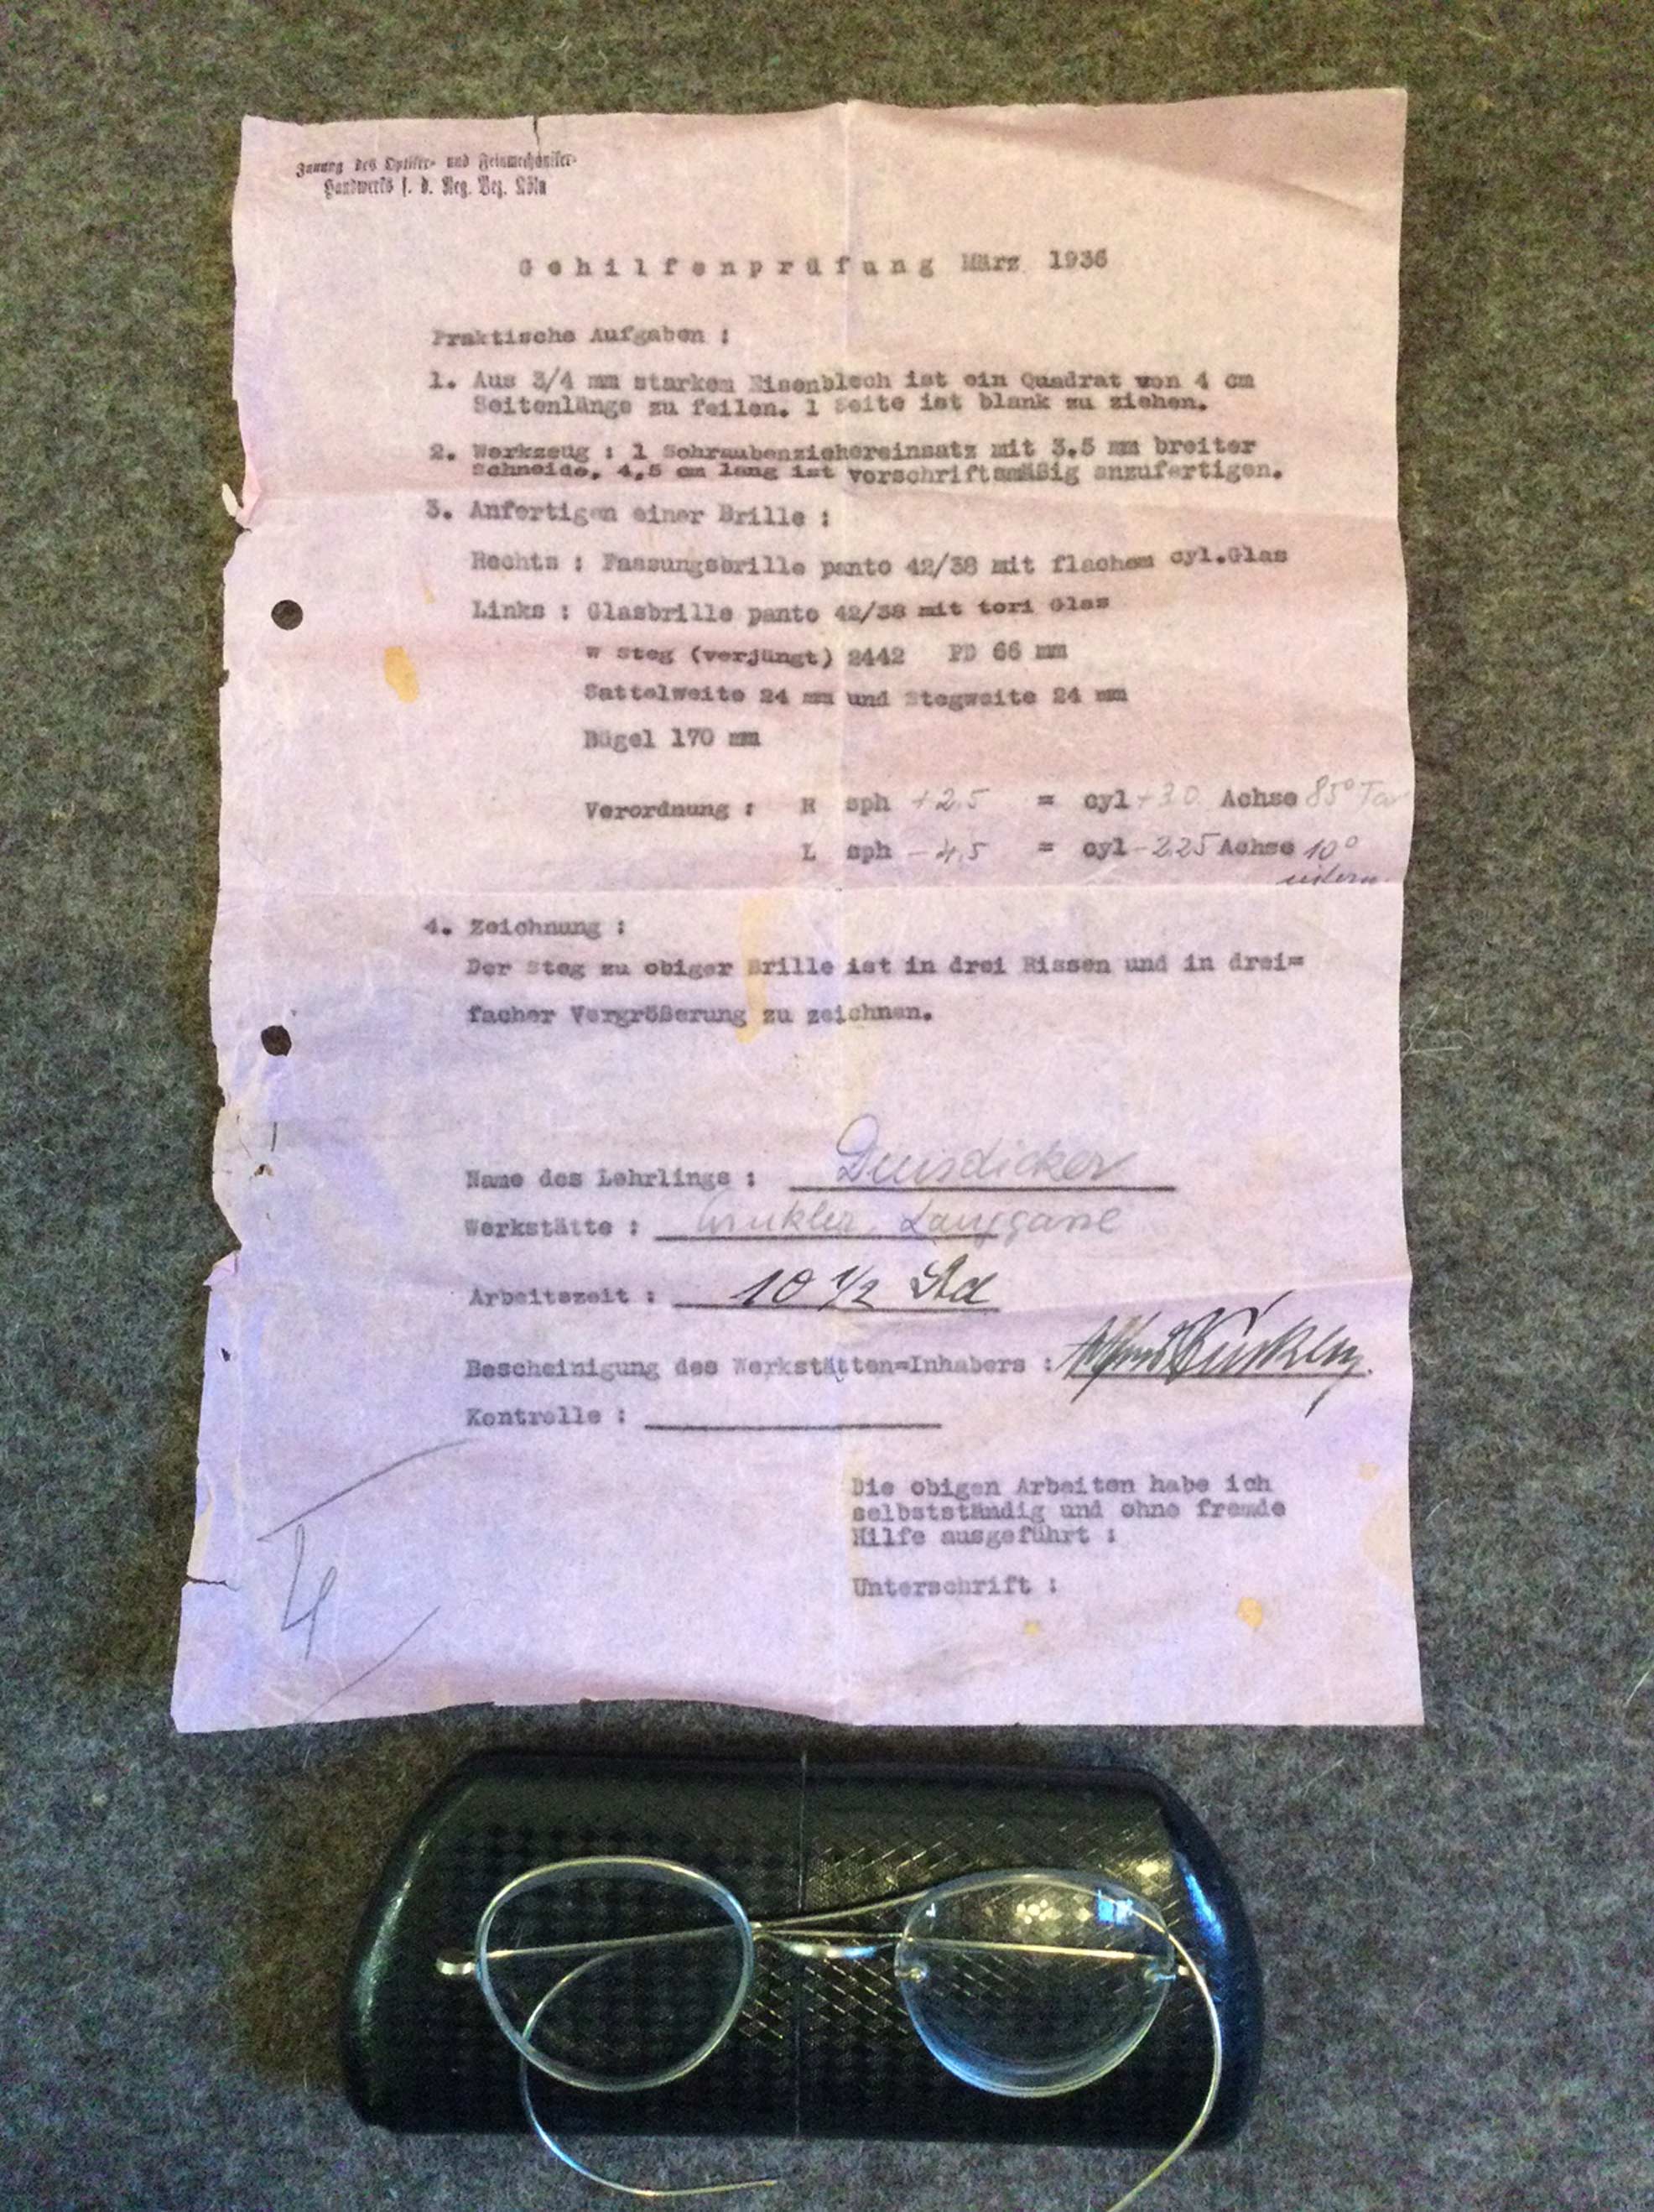 Innung des Optiker- und Feinmechaniker-
Handwerks f. d. Reg. Bez. Köln
Gehilfenprüfung März 1936
Praktische Aufgaben :
1. Aus 3/4 mm starkem Eisenblech ist ein Quadrat von 4 cm
Seitenlänge zu feilen. 1 Seite ist blank zu ziehen.
2. Werkzeug : 1 Schraubenziehereinsatz mit 3.5 mm breiter
Schneide, 4,5 cm lang ist vorschriftsmäßig anzufertigen.
3. Anfertigen einer Brille :
Rechts : Fassungsbrille panto 42/38 mit flachem cyl.Glas
Links : Glasbrille panto 42/38 mit tori Glas
W Steg (verjüngt) 2442 PD 66 mm
Sattelweite 24 mm und Stegweite 24 mm
Bügel 170 mm
Verordnung : R sph +2.5 = cyl +3.0 Achse 85°
L sph -4,5 = cyl -2.25 Achse 10°
4. Zeichnung :
Der Steg zu obiger Brille ist in drei Rissen und in drei=
facher Vergrößerung zu zeichnen.
Name des Lehrlings : Duisdicker
Werkstätte : Winkler, Langgasse
Arbeitszeit : 10 1/2 Std
Bescheinigung des Werkstätten=Inhabers :
Kontrolle :
Die obigen Arbeiten habe ich
selbstständig und ohne fremde
Hilfe ausgeführt :
Unterschrift :